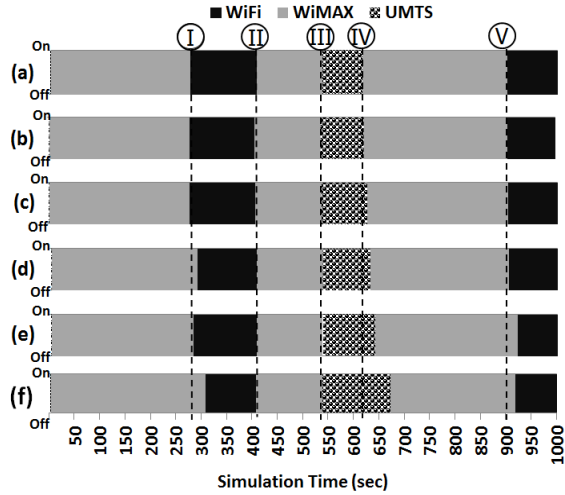 WiFi WiMAX UMTS
I II III IV V
On
(a)
Off
On
(b)
Off
On
(c)
Off
On
(d)
Off
On
(e)
Off
On
(f)
Off
50 100 150 200 250 300 350 400 450 500 550 600 650 700 750 800 850 900 950 1000
Simulation Time (sec)